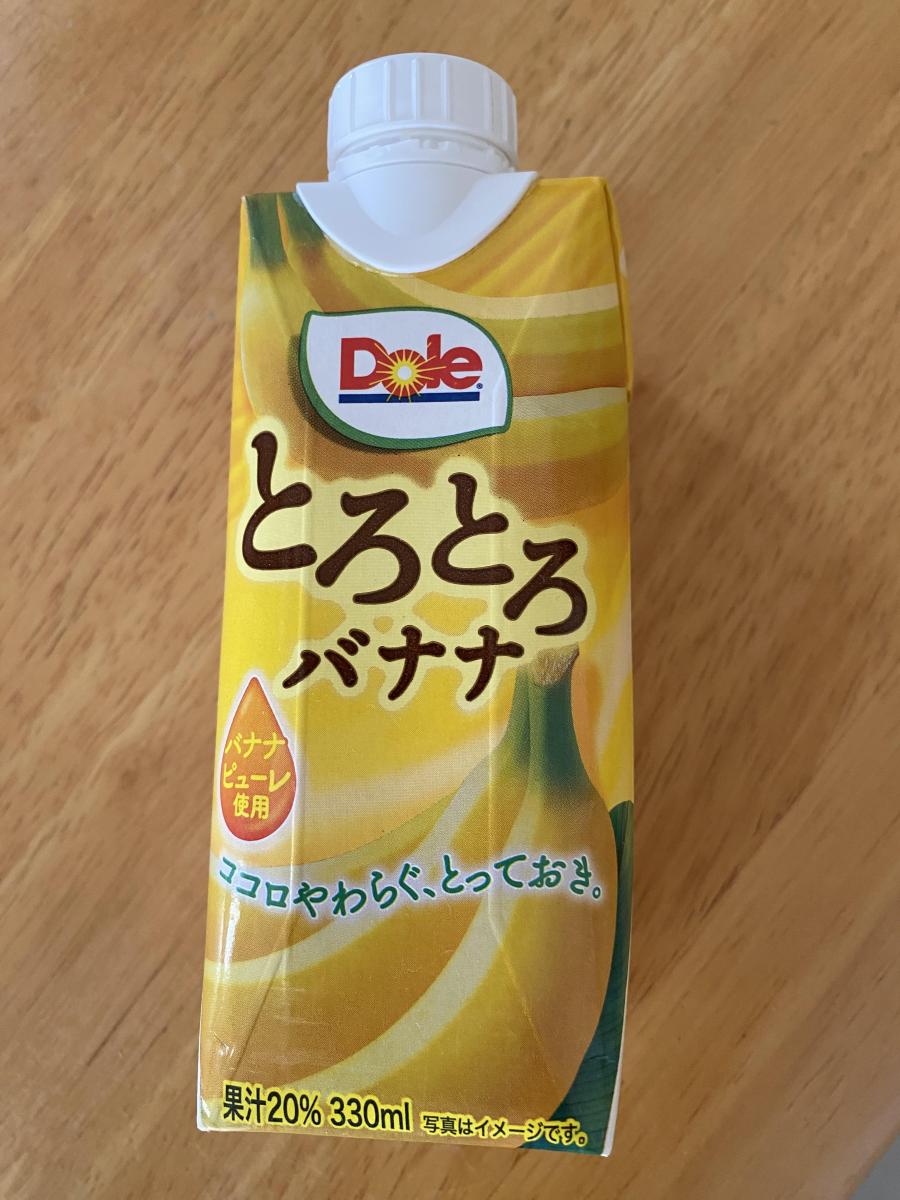 Dole
とろとろ
バナナ
バナナ
ピューレ
使用
ココロやわらぐ、とっておき。
果汁20% 330ml 写真はイメージです。